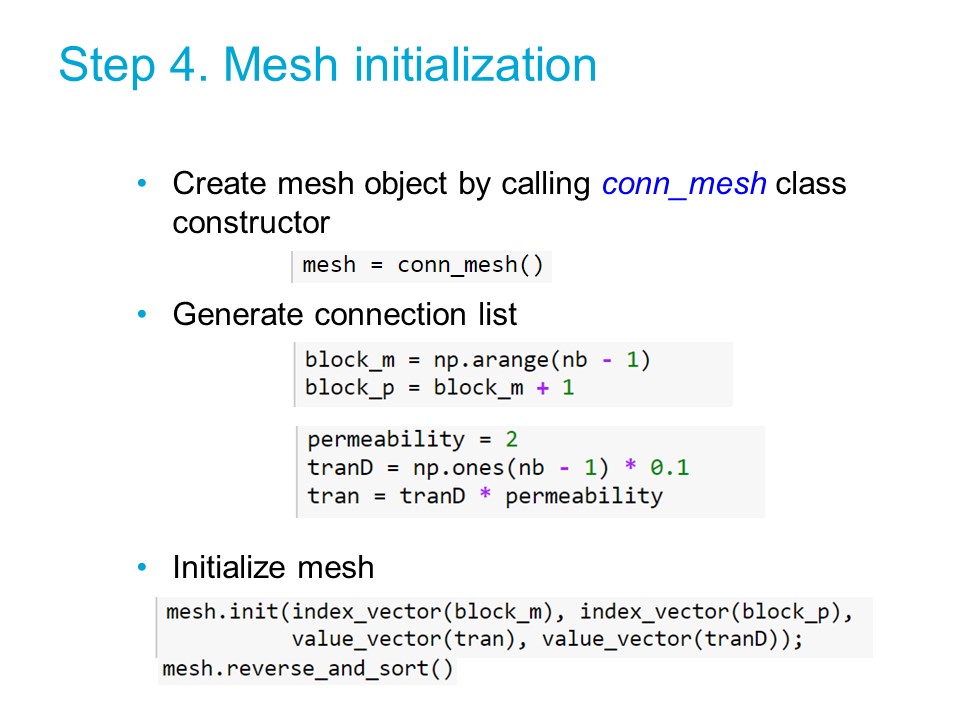 Step 4. Mesh initialization
• Create mesh object by calling conn_mesh class
constructor
mesh = conn_mesh()
• Generate connection list
block_m = np.arange(nb - 1)
block_p = block_m + 1
permeability = 2
tranD = np.ones(nb - 1) * 0.1
tran = tranD * permeability
• Initialize mesh
mesh.init(index_vector(block_m), index_vector(block_p),
value_vector(tran), value_vector(tranD));
mesh.reverse_and_sort()